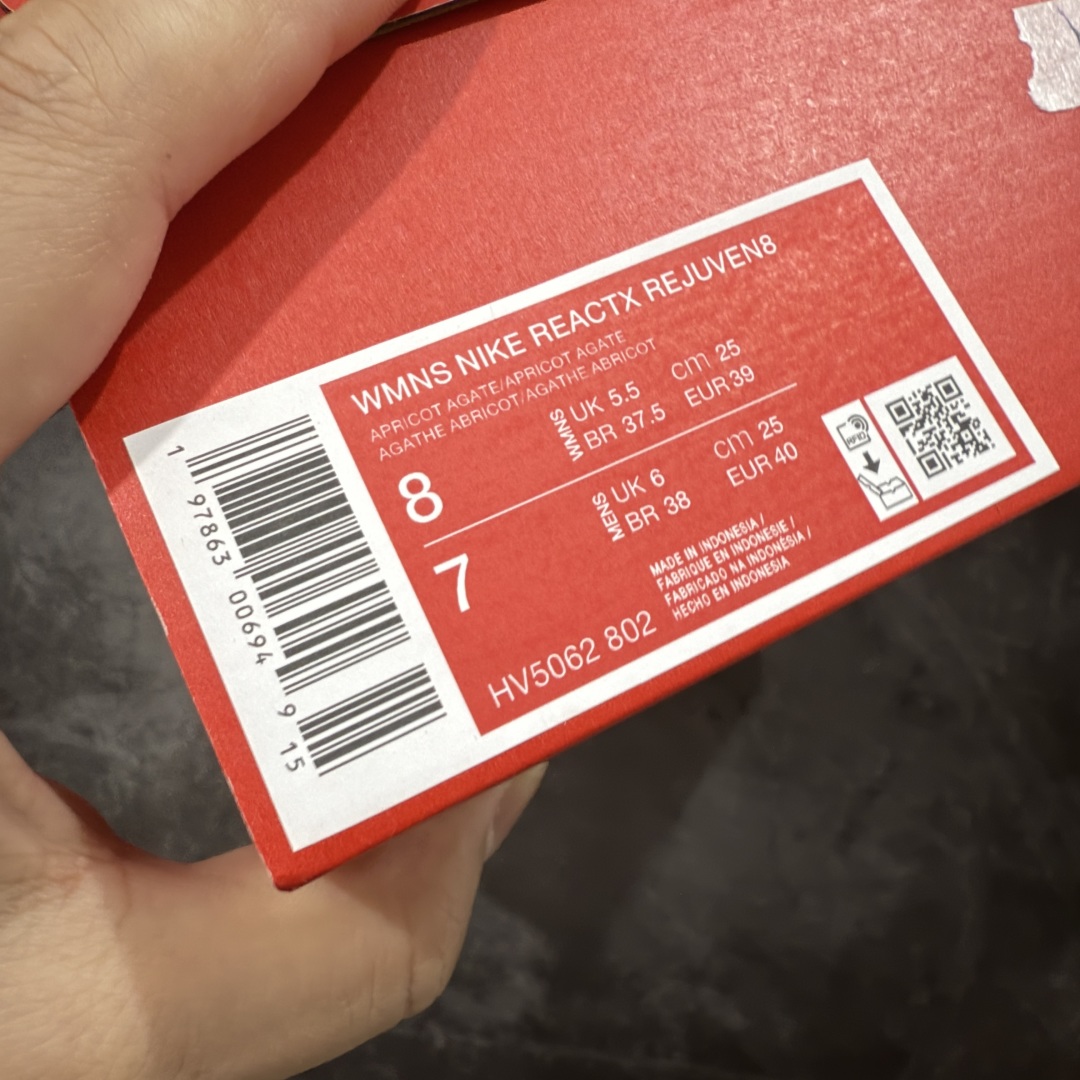 WMNS NIKE REACTX REJUVEN8
APRICOT AGATE/APRICOT AGATE
AGATHE ABRICOT/AGATHE ABRICOT
8
WMNS
UK 5.5 cm 25
BR 37.5 EUR 39
7
MENS
UK 6 cm 25
BR 38 EUR 40
HV5062 802
MADE IN INDONESIA /
FABRIQUE EN INDONESIE /
FABRICADO NA INDONÉSIA /
HECHO EN INDONESIA
RFID
1 97863 00694 9 15